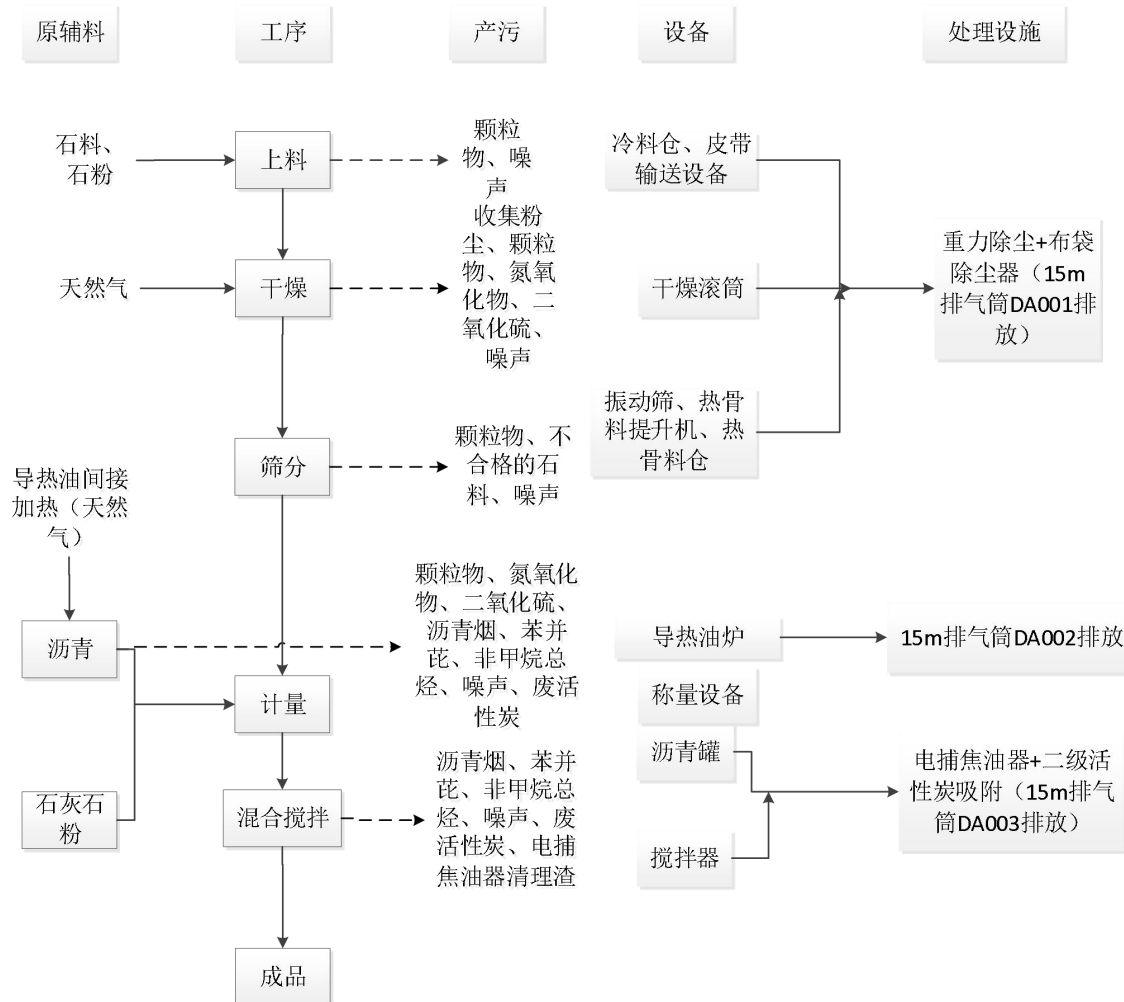 原辅料
工序
产污
设备
处理设施
石料、
石粉
上料
颗粒
物、噪
声
冷料仓、皮带
输送设备
天然气
干燥
收集粉
尘、颗粒
物、氮氧
化物、二
氧化硫、
噪声
干燥滚筒
重力除尘+布袋
除尘器（15m
排气筒DA001排
放）
筛分
颗粒物、不
合格的石
料、噪声
振动筛、热骨
料提升机、热
骨料仓
导热油间接
加热（天然
气）
沥青
颗粒物、氮氧化
物、二氧化硫、
沥青烟、苯并
芘、非甲烷总
烃、噪声、废活
性炭
导热油炉
15m排气筒DA002排放
计量
称量设备
沥青罐
石灰石
粉
混合搅拌
沥青烟、苯并
芘、非甲烷总
烃、噪声、废
活性炭、电捕
焦油器清理渣
搅拌器
电捕焦油器+二级活
性炭吸附（15m排气
筒DA003排放）
成品